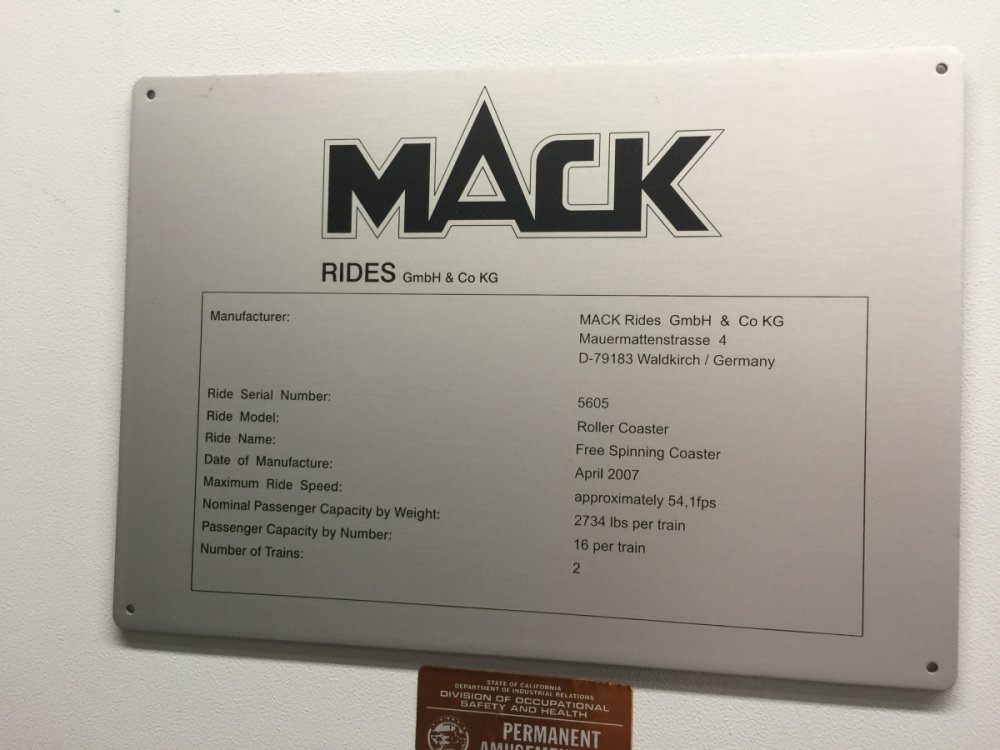 MACK
RIDES GmbH & Co KG
Manufacturer: MACK Rides GmbH & Co KG
Mauermattenstrasse 4
D-79183 Waldkirch / Germany
Ride Serial Number: 5605
Ride Model: Roller Coaster
Ride Name: Free Spinning Coaster
Date of Manufacture: April 2007
Maximum Ride Speed: approximately 54,1fps
Nominal Passenger Capacity by Weight: 2734 lbs per train
Passenger Capacity by Number: 16 per train
Number of Trains: 2
STATE OF CALIFORNIA
DEPARTMENT OF INDUSTRIAL RELATIONS
DIVISION OF OCCUPATIONAL
SAFETY AND HEALTH
PERMANENT